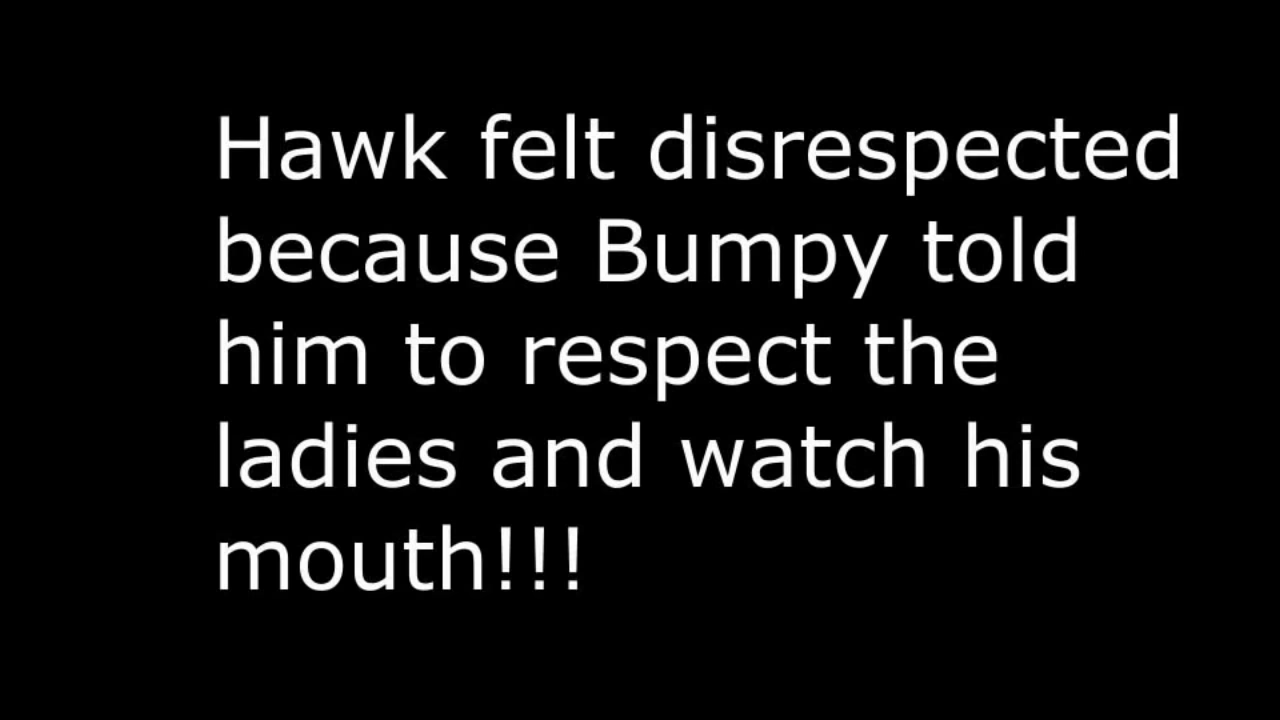 Hawk felt disrespected
because Bumpy told
him to respect the
ladies and watch his
mouth!!!